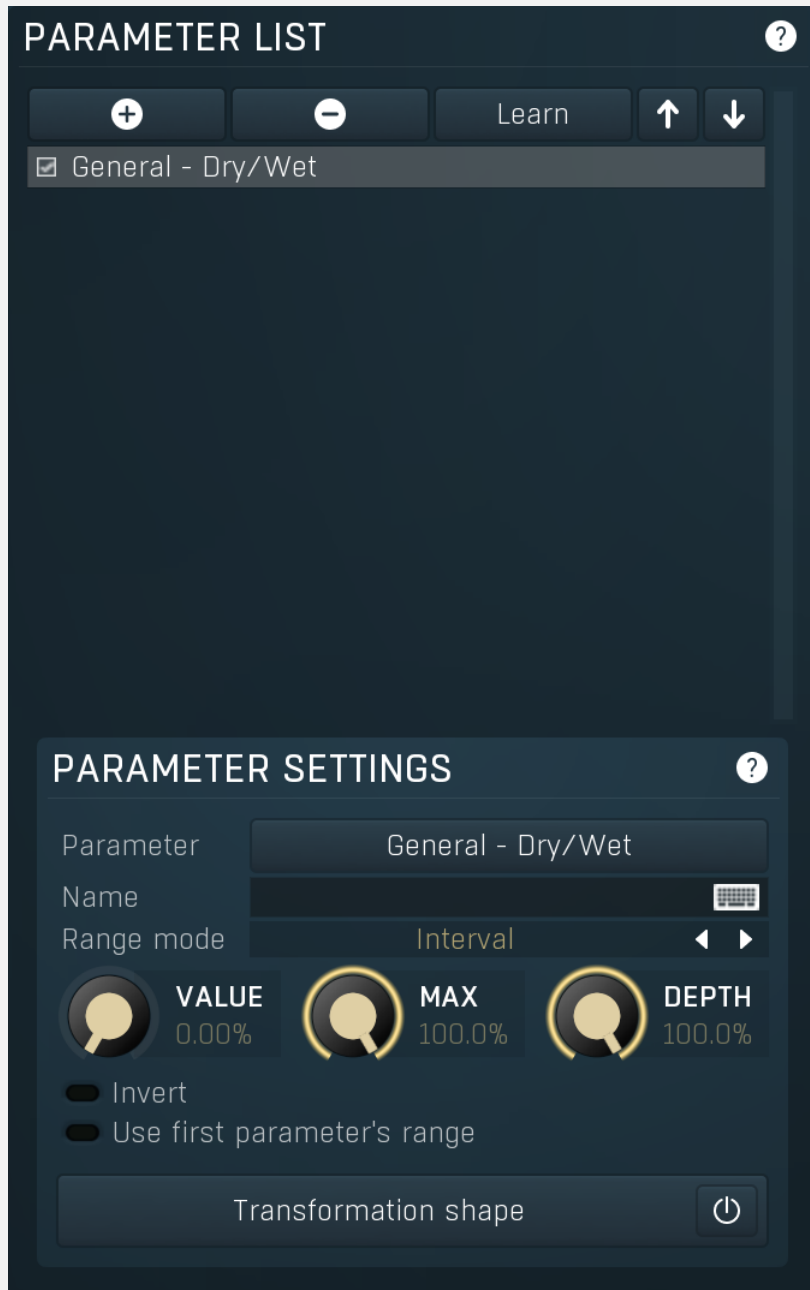 PARAMETER LIST ?
+ - Learn ↑ ↓
General - Dry/Wet
PARAMETER SETTINGS ?
Parameter General - Dry/Wet
Name
Range mode Interval
VALUE MAX DEPTH
0.00% 100.0% 100.0%
Invert
Use first parameter's range
Transformation shape